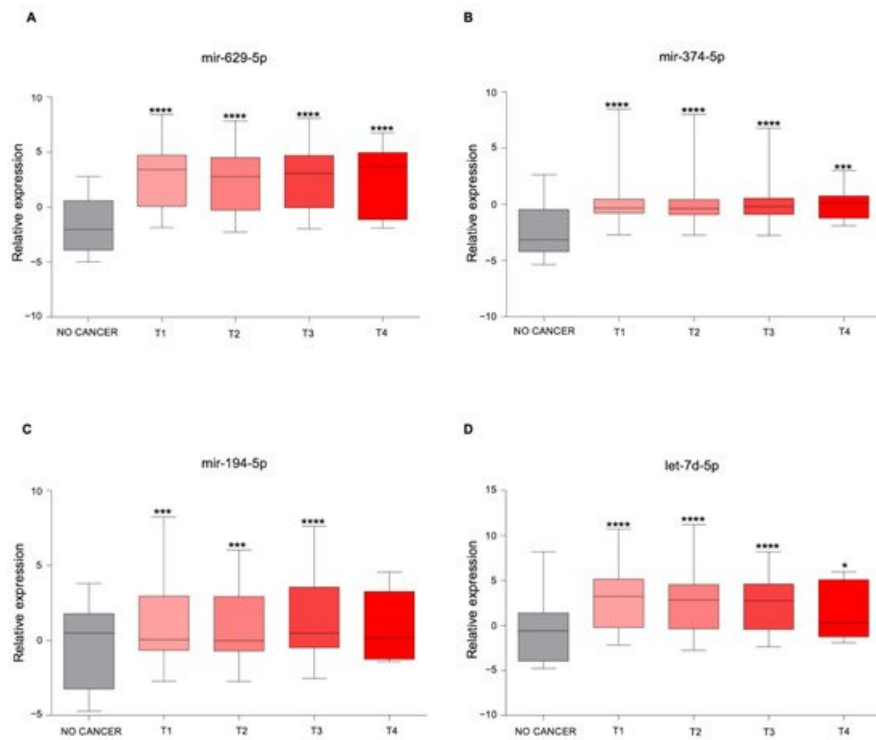 A
mir-629-5p
Relative expression
10
5
0
−5
−10
**** **** **** ****
NO CANCER T1 T2 T3 T4
B
mir-374-5p
Relative expression
10
5
0
−5
−10
**** **** **** ***
NO CANCER T1 T2 T3 T4
C
mir-194-5p
Relative expression
10
5
0
−5
*** *** ****
NO CANCER T1 T2 T3 T4
D
let-7d-5p
Relative expression
15
10
5
0
−5
−10
**** **** **** *
NO CANCER T1 T2 T3 T4